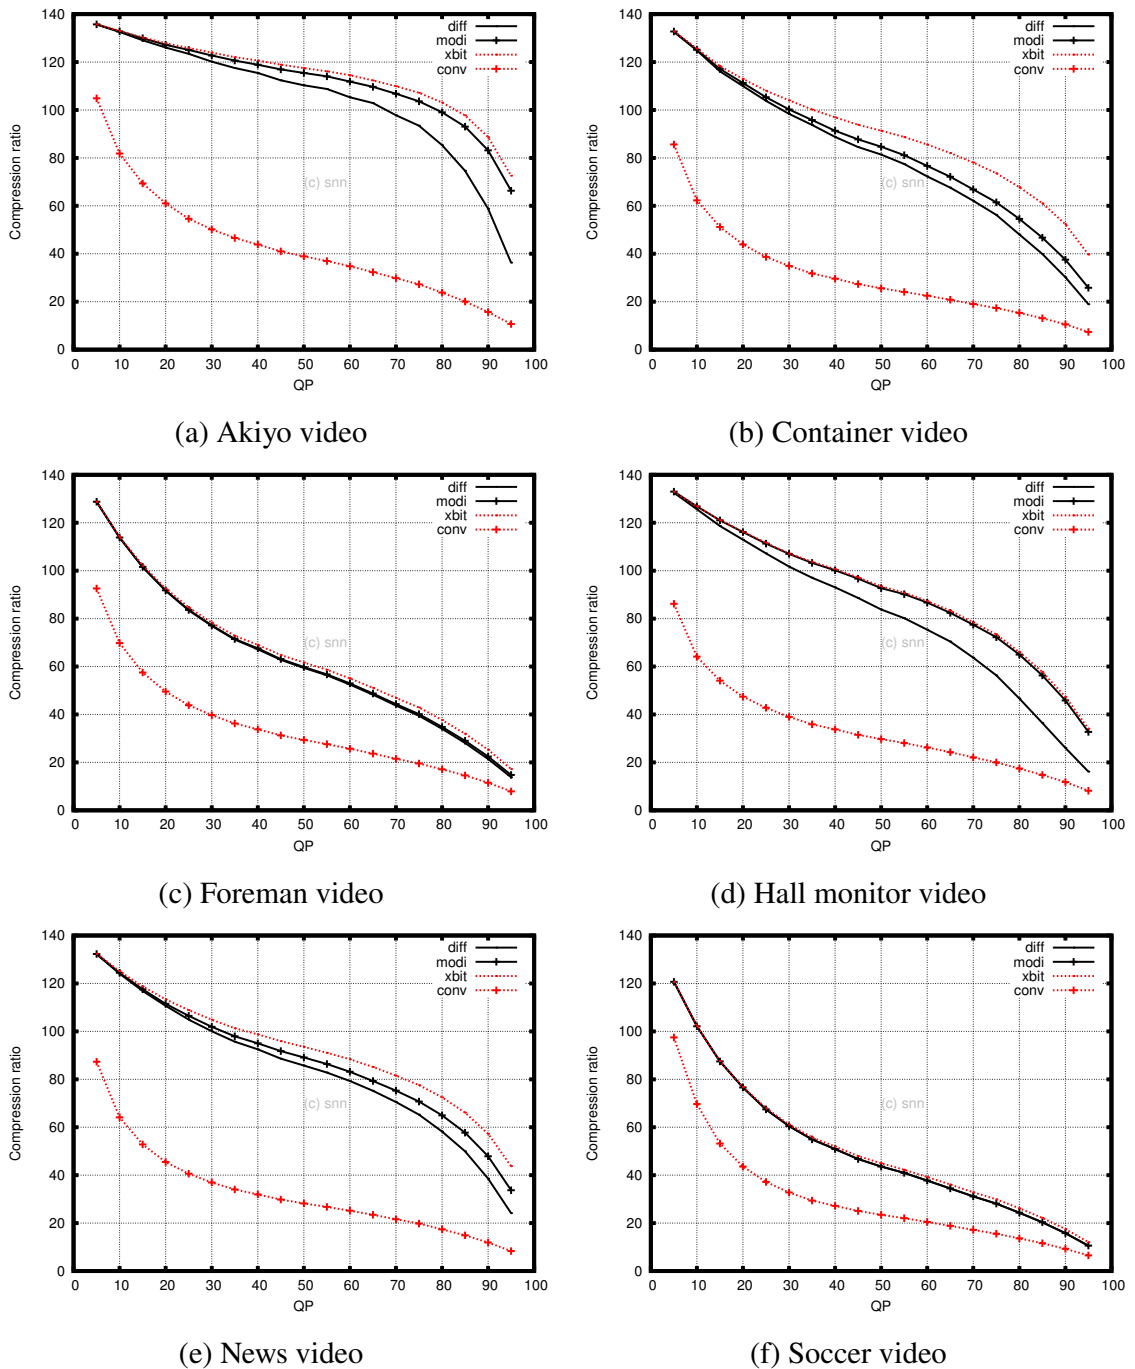 140
120
100
80
60
40
20
0
Compression ratio
diff
modi
xbit
conv
(c) snn
0 10 20 30 40 50 60 70 80 90 100
QP
(a) Akiyo video
140
120
100
80
60
40
20
0
Compression ratio
diff
modi
xbit
conv
(c) snn
0 10 20 30 40 50 60 70 80 90 100
QP
(b) Container video
140
120
100
80
60
40
20
0
Compression ratio
diff
modi
xbit
conv
(c) snn
0 10 20 30 40 50 60 70 80 90 100
QP
(c) Foreman video
140
120
100
80
60
40
20
0
Compression ratio
diff
modi
xbit
conv
(c) snn
0 10 20 30 40 50 60 70 80 90 100
QP
(d) Hall monitor video
140
120
100
80
60
40
20
0
Compression ratio
diff
modi
xbit
conv
(c) snn
0 10 20 30 40 50 60 70 80 90 100
QP
(e) News video
140
120
100
80
60
40
20
0
Compression ratio
diff
modi
xbit
conv
(c) snn
0 10 20 30 40 50 60 70 80 90 100
QP
(f) Soccer video